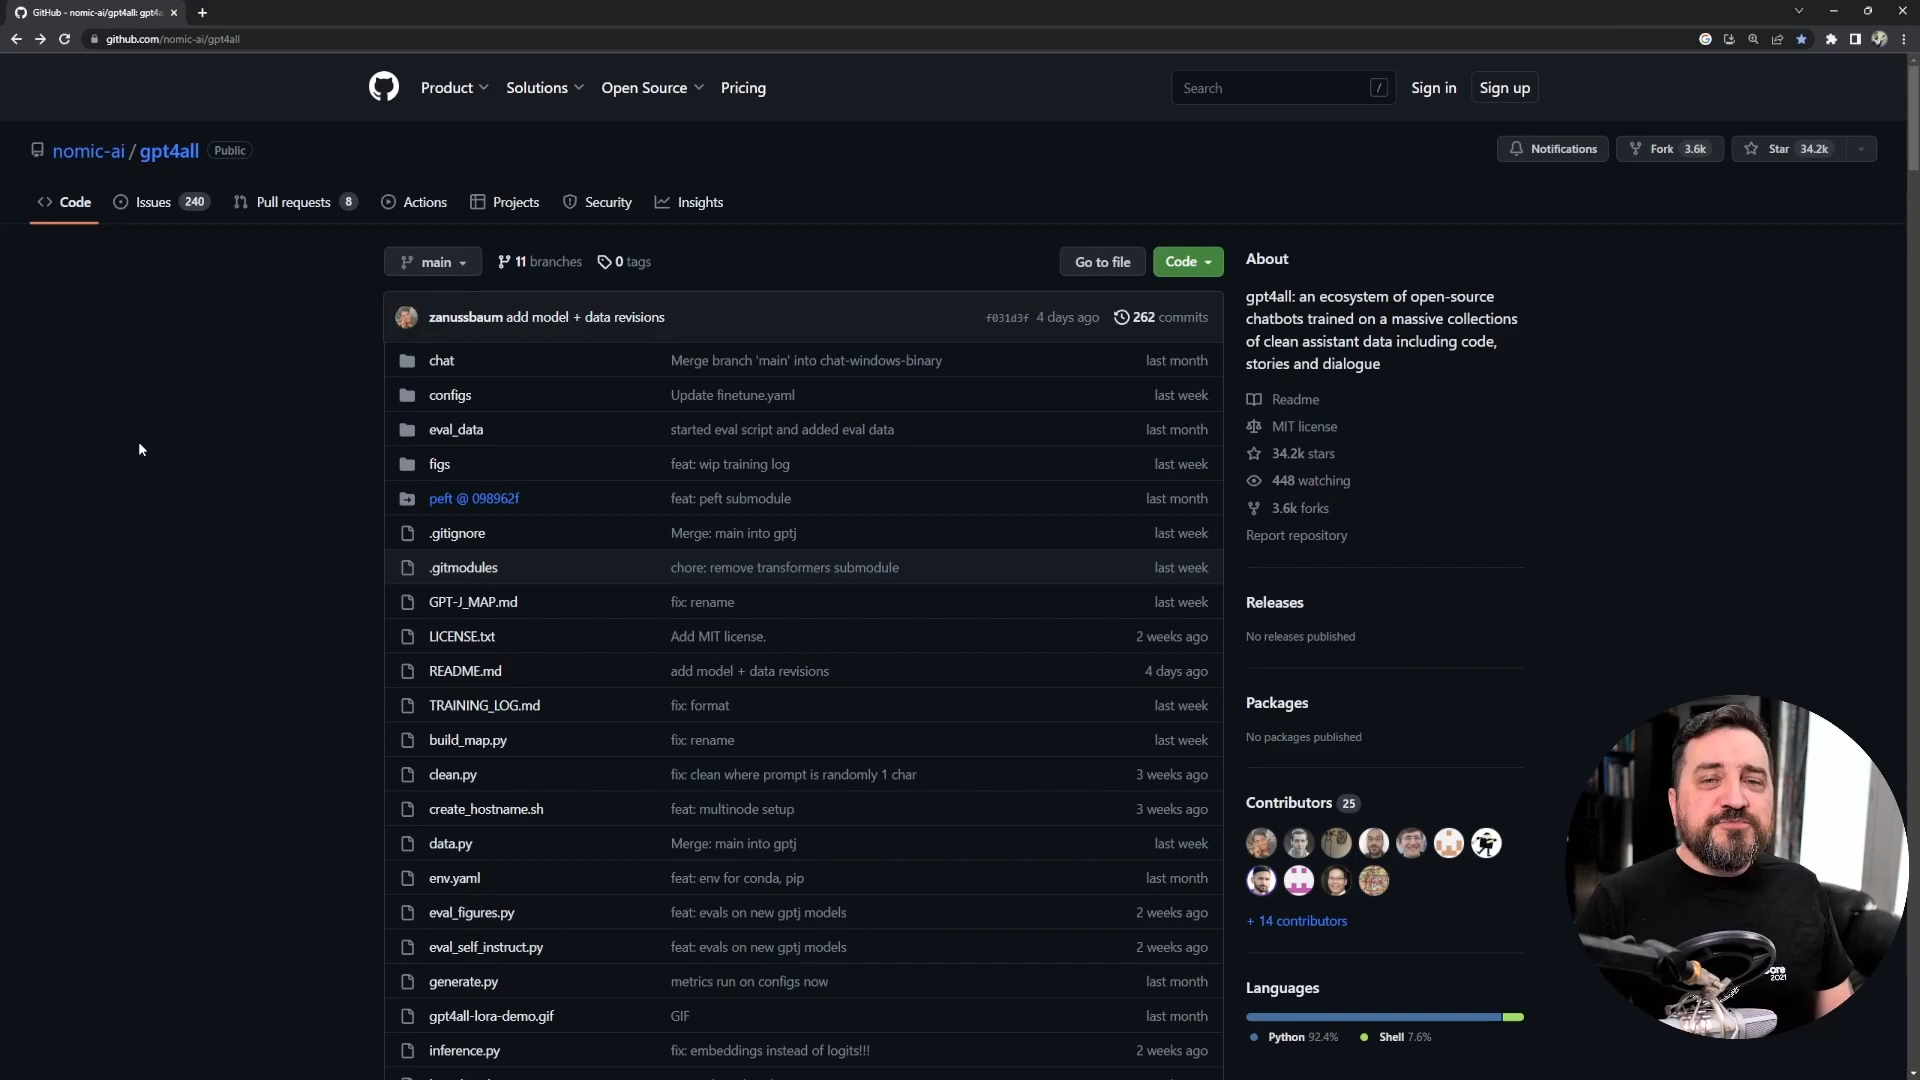 GitHub - nomic-ai/gpt4all: gpt4a
github.com/nomic-ai/gpt4all
Product Solutions Open Source Pricing
Search /
Sign in Sign up
nomic-ai / gpt4all Public
Notifications Fork 3.6k Star 34.2k
Code Issues 240 Pull requests 8 Actions Projects Security Insights
main 11 branches 0 tags Go to file Code
zanussbaum add model + data revisions f031d3f 4 days ago 262 commits
chat Merge branch 'main' into chat-windows-binary last month
configs Update finetune.yaml last week
eval_data started eval script and added eval data last month
figs feat: wip training log last week
peft @ 098962f feat: peft submodule last month
.gitignore Merge: main into gptj last week
.gitmodules chore: remove transformers submodule last week
GPT-J_MAP.md fix: rename last week
LICENSE.txt Add MIT license. 2 weeks ago
README.md add model + data revisions 4 days ago
TRAINING_LOG.md fix: format last week
build_map.py fix: rename last week
clean.py fix: clean where prompt is randomly 1 char 3 weeks ago
create_hostname.sh feat: multinode setup 3 weeks ago
data.py Merge: main into gptj last week
env.yaml feat: env for conda, pip last month
eval_figures.py feat: evals on new gptj models 2 weeks ago
eval_self_instruct.py feat: evals on new gptj models 2 weeks ago
generate.py metrics run on configs now last month
gpt4all-lora-demo.gif GIF last month
inference.py fix: embeddings instead of logits!!! 2 weeks ago
About
gpt4all: an ecosystem of open-source
chatbots trained on a massive collections
of clean assistant data including code,
stories and dialogue
Readme
MIT license
34.2k stars
448 watching
3.6k forks
Report repository
Releases
No releases published
Packages
No packages published
Contributors 25
+ 14 contributors
Languages
Python 92.4% Shell 7.6%
2021